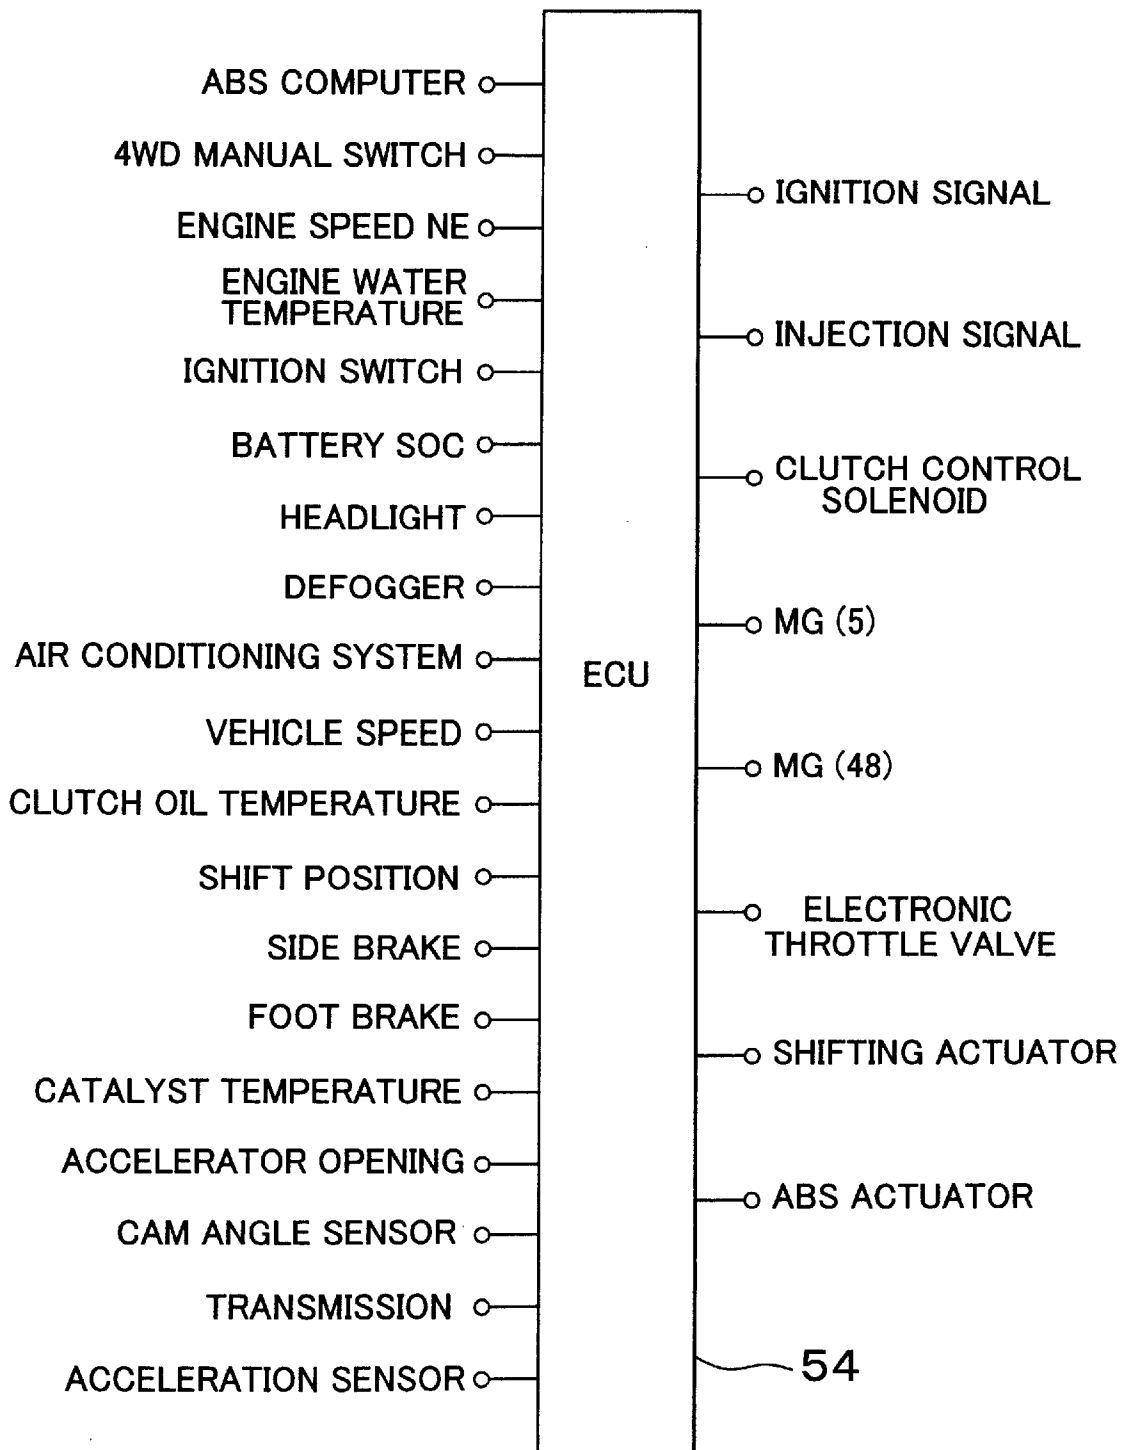 ABS COMPUTER
4WD MANUAL SWITCH
ENGINE SPEED NE
ENGINE WATER
TEMPERATURE
IGNITION SWITCH
BATTERY SOC
HEADLIGHT
DEFOGGER
AIR CONDITIONING SYSTEM
VEHICLE SPEED
CLUTCH OIL TEMPERATURE
SHIFT POSITION
SIDE BRAKE
FOOT BRAKE
CATALYST TEMPERATURE
ACCELERATOR OPENING
CAM ANGLE SENSOR
TRANSMISSION
ACCELERATION SENSOR
ECU
IGNITION SIGNAL
INJECTION SIGNAL
CLUTCH CONTROL
SOLENOID
MG (5)
MG (48)
ELECTRONIC
THROTTLE VALVE
SHIFTING ACTUATOR
ABS ACTUATOR
54